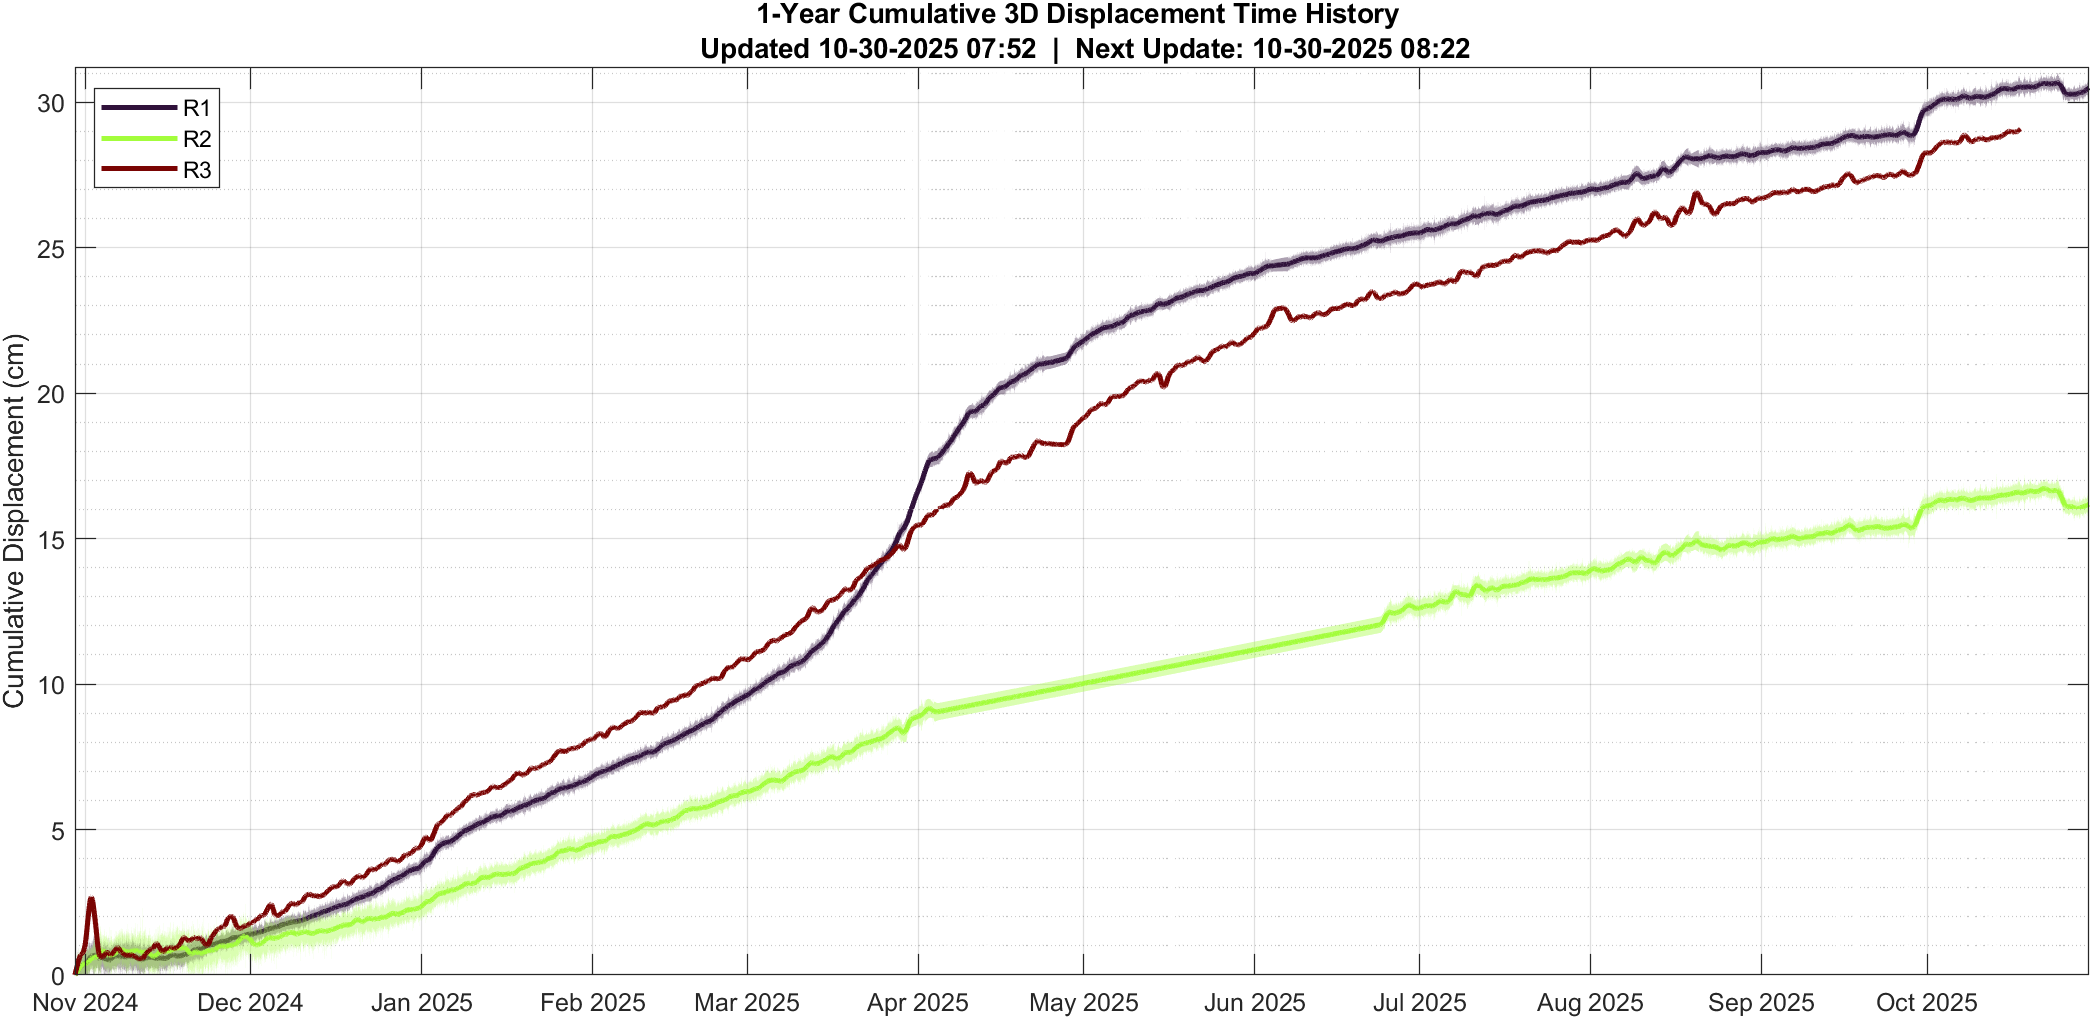 1-Year Cumulative 3D Displacement Time History
Updated 10-30-2025 07:52 | Next Update: 10-30-2025 08:22
R1
R2
R3
Cumulative Displacement (cm)
30
25
20
15
10
5
0
Nov 2024 Dec 2024 Jan 2025 Feb 2025 Mar 2025 Apr 2025 May 2025 Jun 2025 Jul 2025 Aug 2025 Sep 2025 Oct 2025